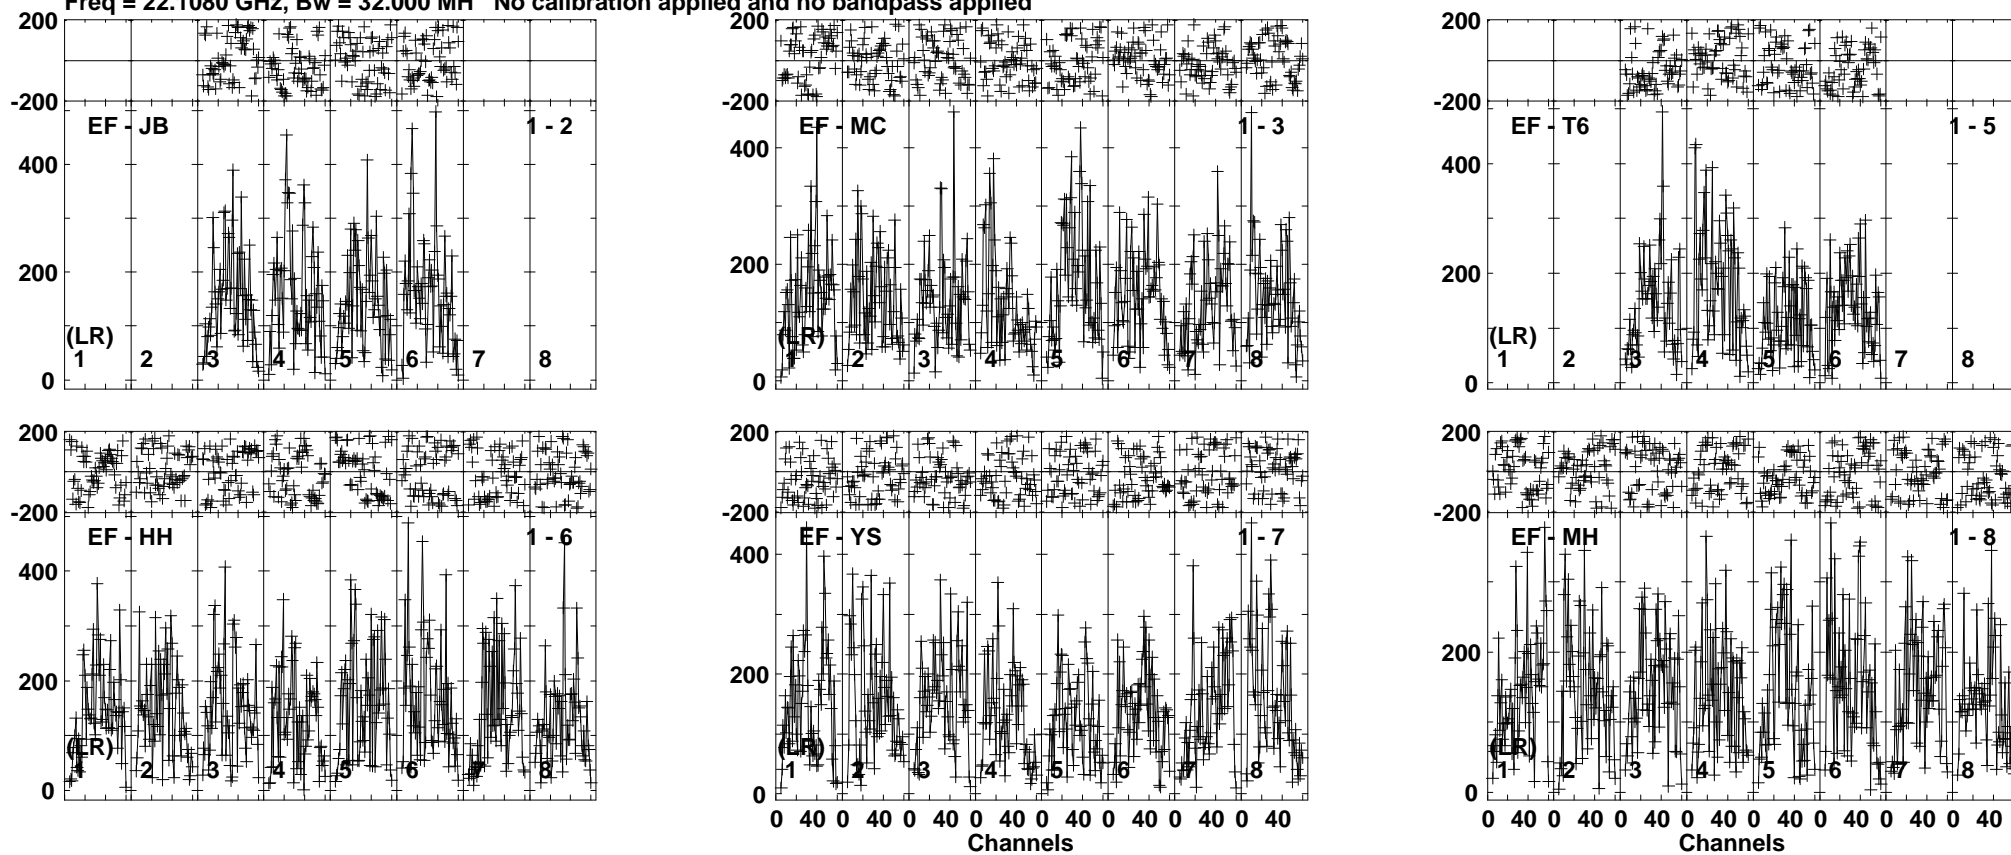 Freq = 22.1080 GHz, Bw = 32.000 MH No calibration applied and no bandpass applied
200 200 200
-200 -200 -200
EF - JB 1 - 2 EF - MC 1 - 3 EF - T6 1 - 5
400 400 400
200 200 200
(LR) (LR) (LR)
1 2 3 4 5 6 7 8 1 2 3 4 5 6 7 8 1 2 3 4 5 6 7 8
0 0 0
200 200 200
-200 -200 -200
EF - HH 1 - 6 EF - YS 1 - 7 EF - MH 1 - 8
400 400
200 200 200
(LR) (LR) (LR)
1 2 3 4 5 6 7 8 1 2 3 4 5 6 7 8 1 2 3 4 5 6 7 8
0 0 0
0 40 0 40 0 40 0 40 0 40 0 40 0 40 0 40 0 40 0 40 0 40 0 40 0 40 0 40 0 40 0 40
Channels Channels